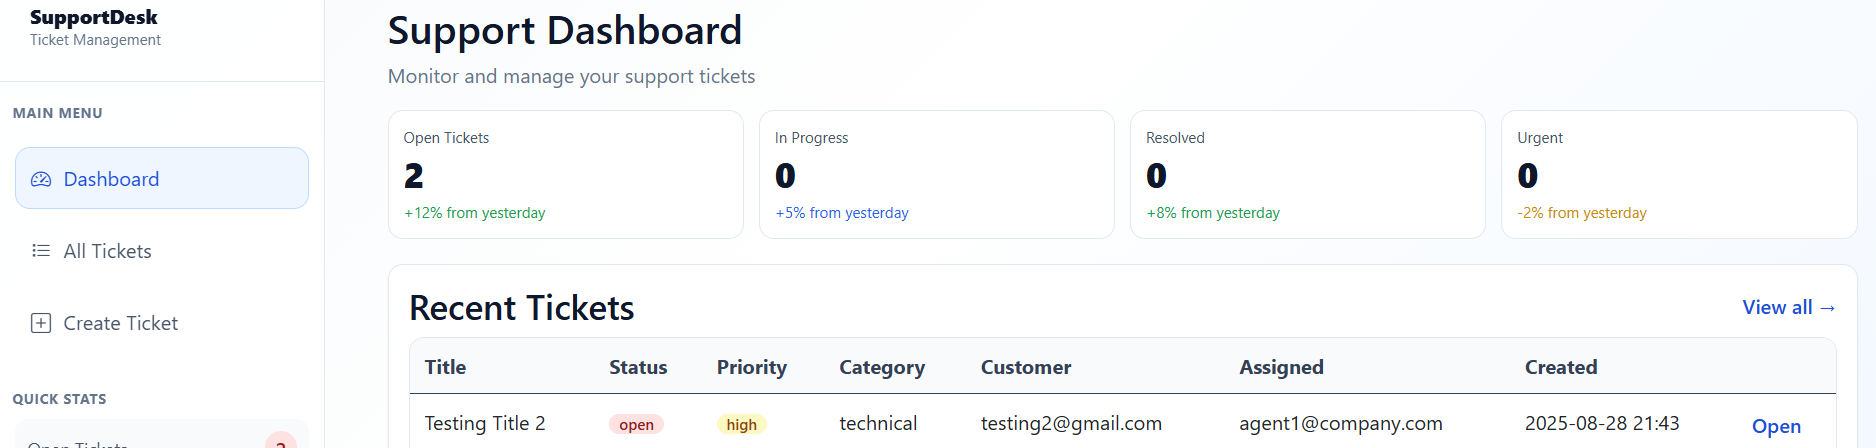 SupportDesk
Ticket Management
MAIN MENU
Dashboard
All Tickets
Create Ticket
QUICK STATS
Open Tickets 2
Support Dashboard
Monitor and manage your support tickets
Open Tickets
2
+12% from yesterday
In Progress
0
+5% from yesterday
Resolved
0
+8% from yesterday
Urgent
0
-2% from yesterday
Recent Tickets
View all →
Title Status Priority Category Customer Assigned Created
Testing Title 2 open high technical testing2@gmail.com agent1@company.com 2025-08-28 21:43 Open